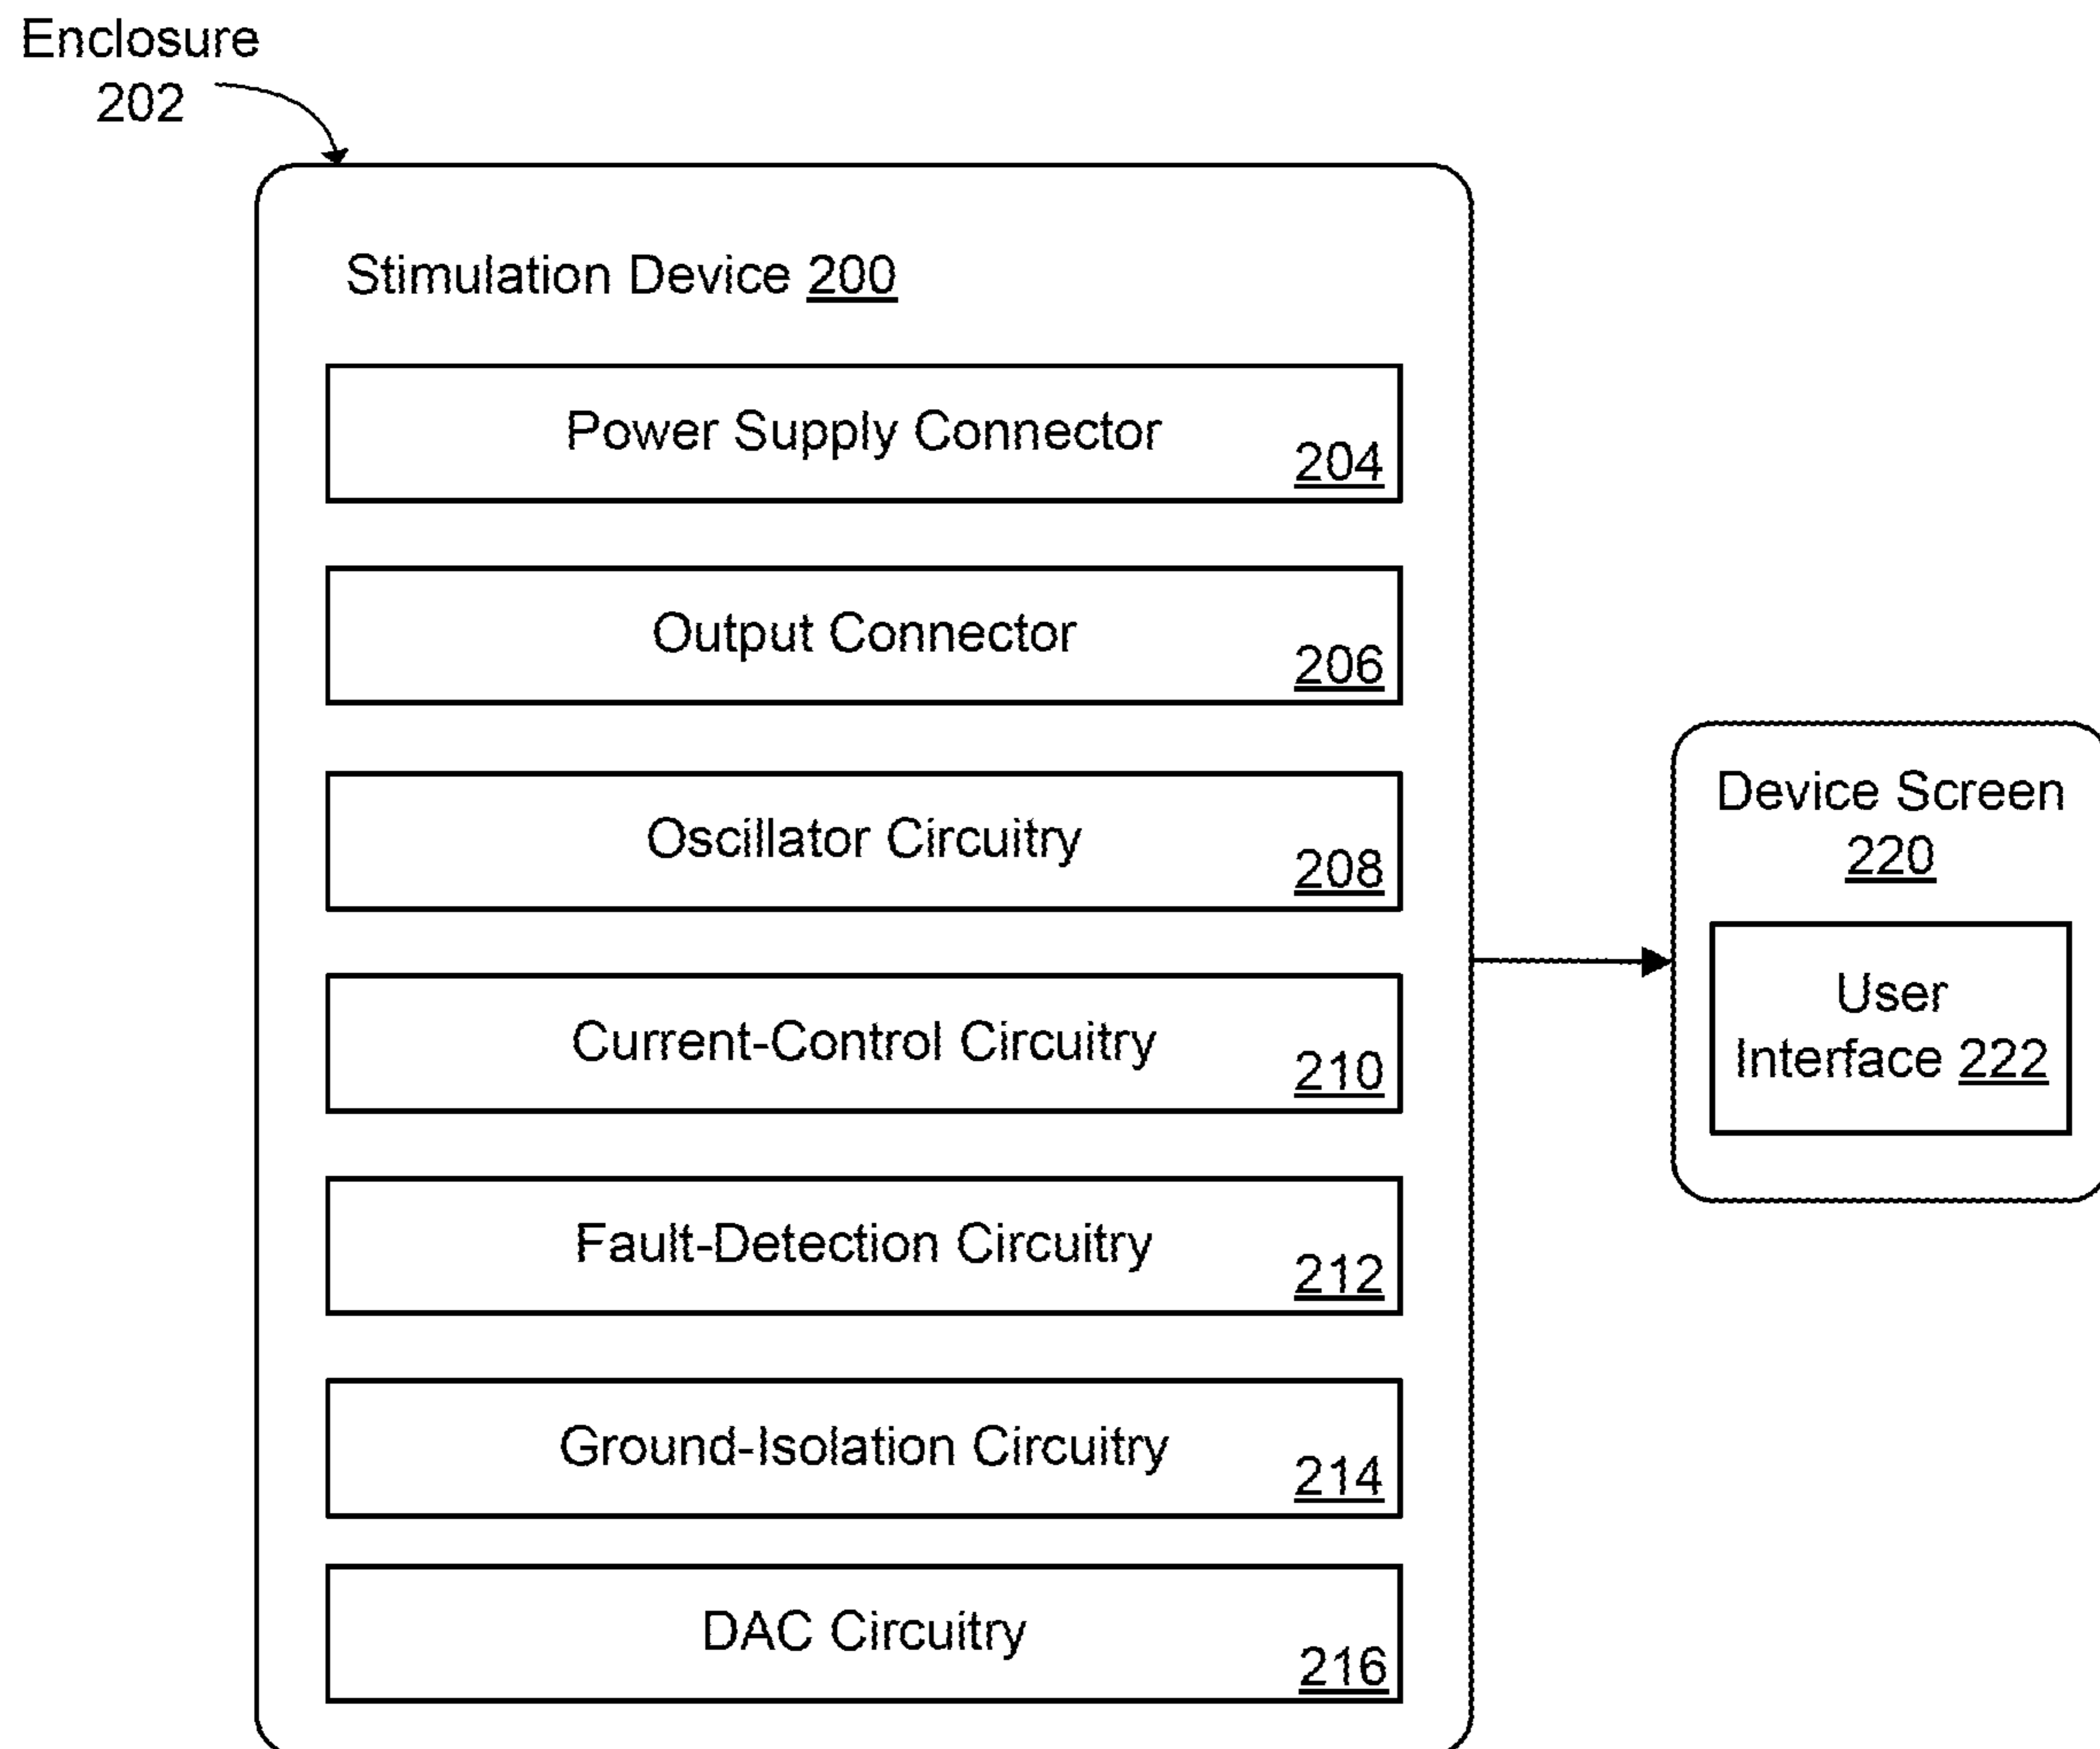 Enclosure
202
Stimulation Device 200
Power Supply Connector
204
Output Connector
206
Oscillator Circuitry
208
Current-Control Circuitry
210
Fault-Detection Circuitry
212
Ground-Isolation Circuitry
214
DAC Circuitry
216
Device Screen
220
User
Interface 222